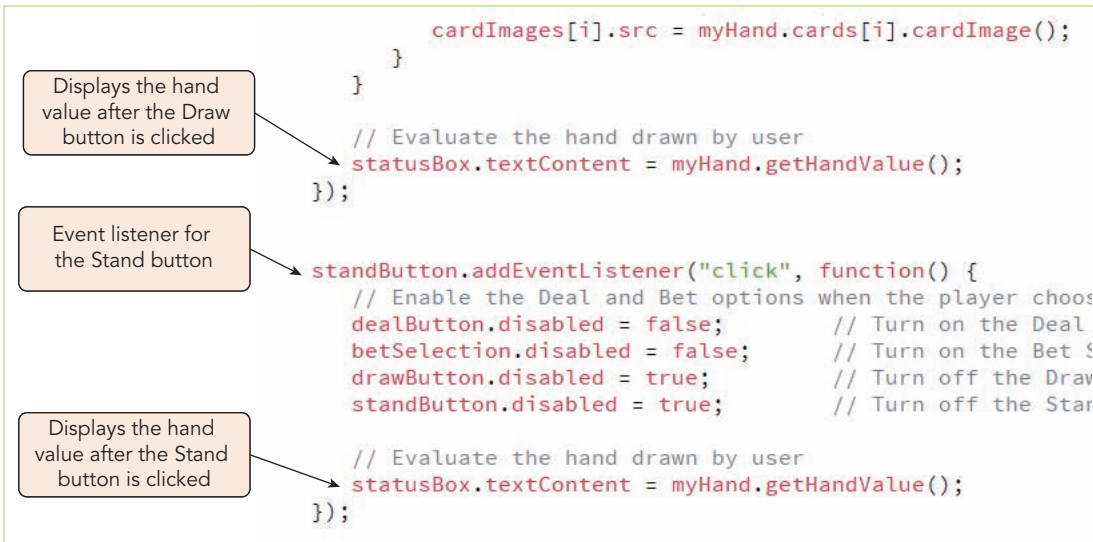 cardImages[i].src = myHand.cards[i].cardImage();
}
}
Displays the hand
value after the Draw
button is clicked
// Evaluate the hand drawn by user
statusBox.textContent = myHand.getHandValue();
});
Event listener for
the Stand button
standButton.addEventListener("click", function() {
// Enable the Deal and Bet options when the player
dealButton.disabled = false; // Turn on the Deal
betSelection.disabled = false; // Turn on the Bet
drawButton.disabled = true; // Turn off the
standButton.disabled = true; // Turn off the
Displays the hand
value after the Stand
button is clicked
// Evaluate the hand drawn by user
statusBox.textContent = myHand.getHandValue();
});